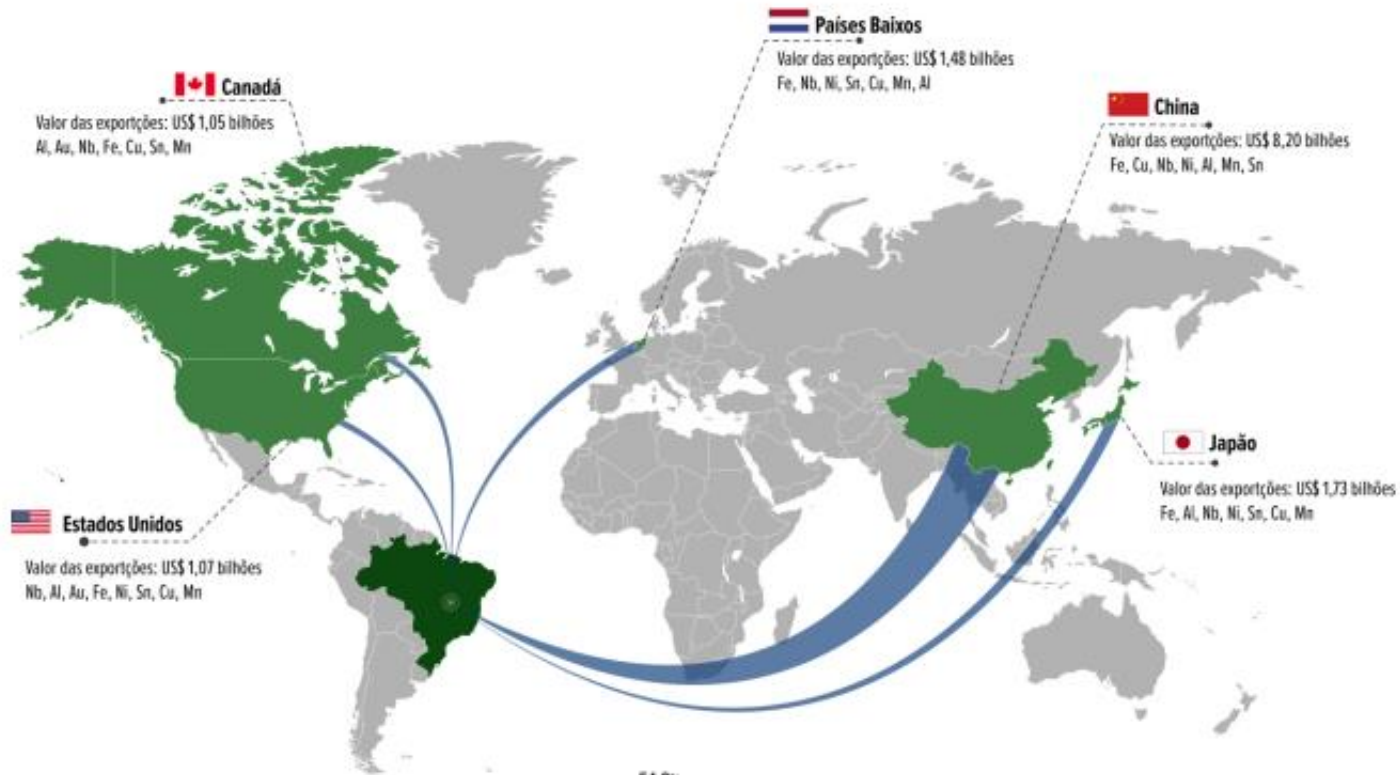 Países Baixos
Valor das exportções: US$ 1,48 bilhões
Fe, Nb, Ni, Sn, Cu, Mn, Al
Canadá
Valor das exportções: US$ 1,05 bilhões
Al, Au, Nb, Fe, Cu, Sn, Mn
China
Valor das exportções: US$ 8,20 bilhões
Fe, Cu, Nb, Ni, Al, Mn, Sn
Japão
Valor das exportções: US$ 1,73 bilhões
Fe, Al, Nb, Ni, Sn, Cu, Mn
Estados Unidos
Valor das exportções: US$ 1,07 bilhões
Nb, Al, Au, Fe, Ni, Sn, Cu, Mn